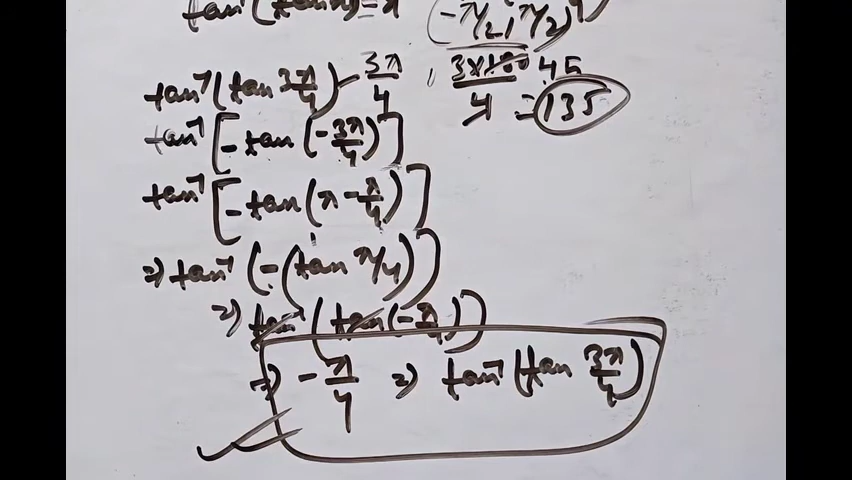 tan⁻¹(tan x) = x (-π/2, π/2)
tan⁻¹(tan 3π/4) - 3π/4
3×180/4 45 = 135
tan⁻¹[-tan(-3π/4)]
tan⁻¹[-tan(π-π/4)]
=) tan⁻¹(-(tan π/4))
=) tan⁻¹(tan(-π/4))
=) -π/4 =) tan⁻¹(tan 3π/4)